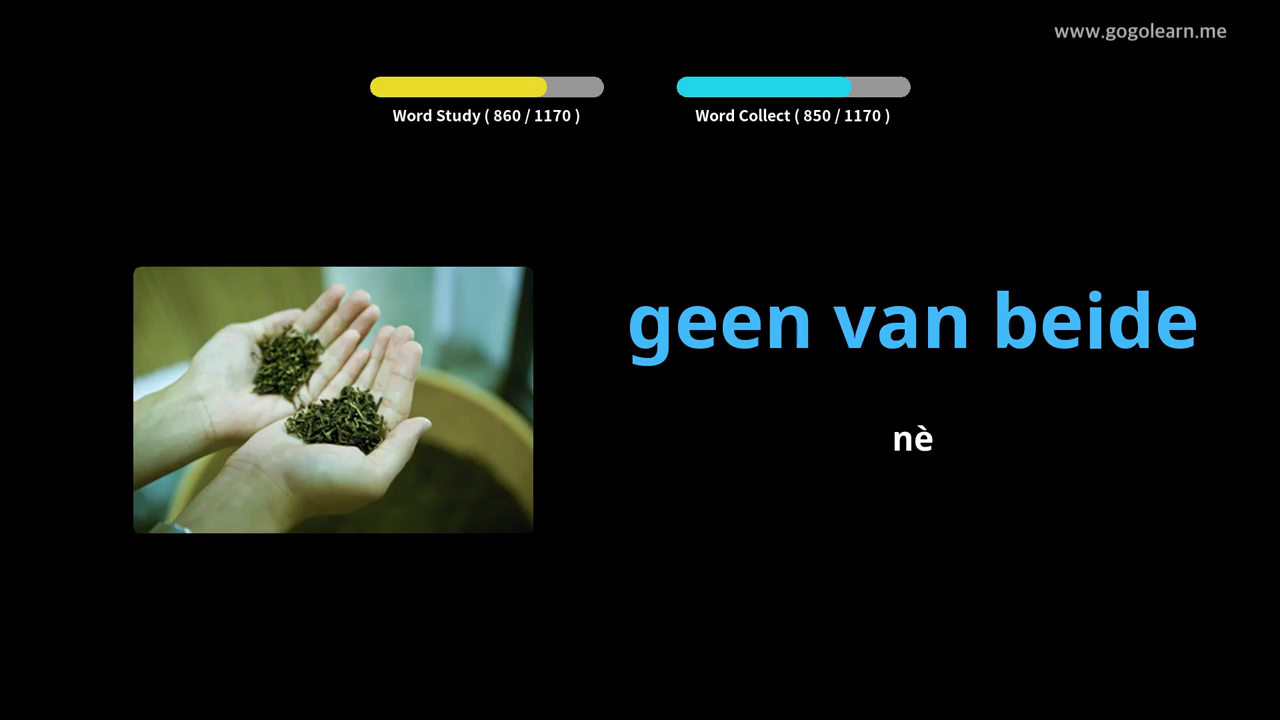 www.gogolearn.me
Word Study ( 860 / 1170 )
Word Collect ( 850 / 1170 )
geen van beide
nè